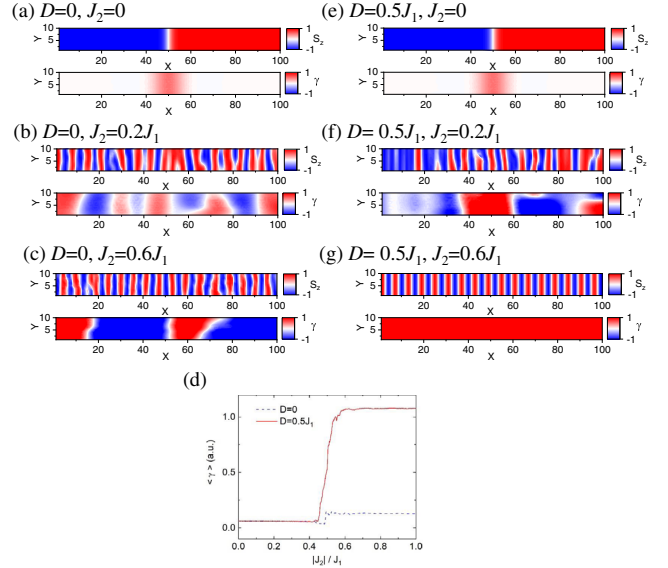 (a) D=0, J2=0
10
5
Y
20 40 60 80 100
X
1
-1
Sz
10
5
Y
20 40 60 80 100
X
1
-1
γ
(b) D=0, J2=0.2J1
10
5
Y
20 40 60 80 100
1
-1
Sz
10
5
Y
20 40 60 80 100
X
1
-1
γ
(c) D=0, J2=0.6J1
10
5
Y
20 40 60 80 100
1
-1
Sz
10
5
Y
20 40 60 80 100
X
1
-1
γ
(e) D=0.5J1, J2=0
10
5
Y
20 40 60 80 100
X
1
-1
Sz
10
5
Y
20 40 60 80 100
X
1
-1
γ
(f) D= 0.5J1, J2=0.2J1
10
5
Y
20 40 60 80 100
1
-1
Sz
10
5
Y
20 40 60 80 100
X
1
-1
γ
(g) D= 0.5J1, J2=0.6J1
10
5
Y
20 40 60 80 100
X
1
-1
Sz
10
5
Y
20 40 60 80 100
X
1
-1
γ
(d)
D=0
D=0.5J1
< γ > (a.u.)
1.0
0.5
0.0
0.0 0.2 0.4 0.6 0.8 1.0
|J2| / J1